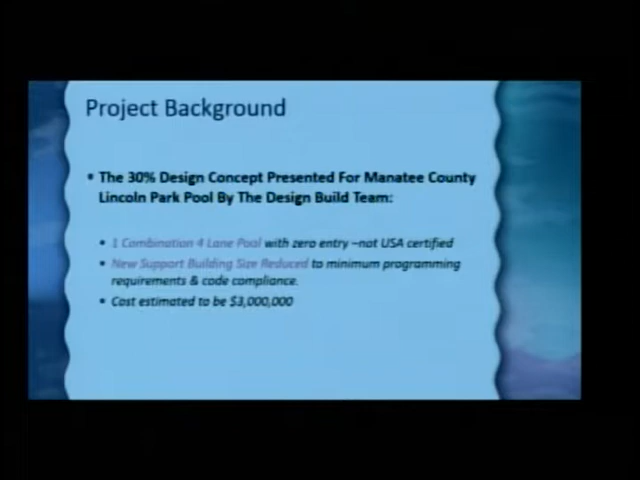 Project Background
• The 30% Design Concept Presented For Manatee County
Lincoln Park Pool By The Design Build Team:
• 1 Combination 4 Lane Pool with zero entry –not USA certified
• New Support Building Size Reduced to minimum programming
requirements & code compliance.
• Cost estimated to be $3,000,000